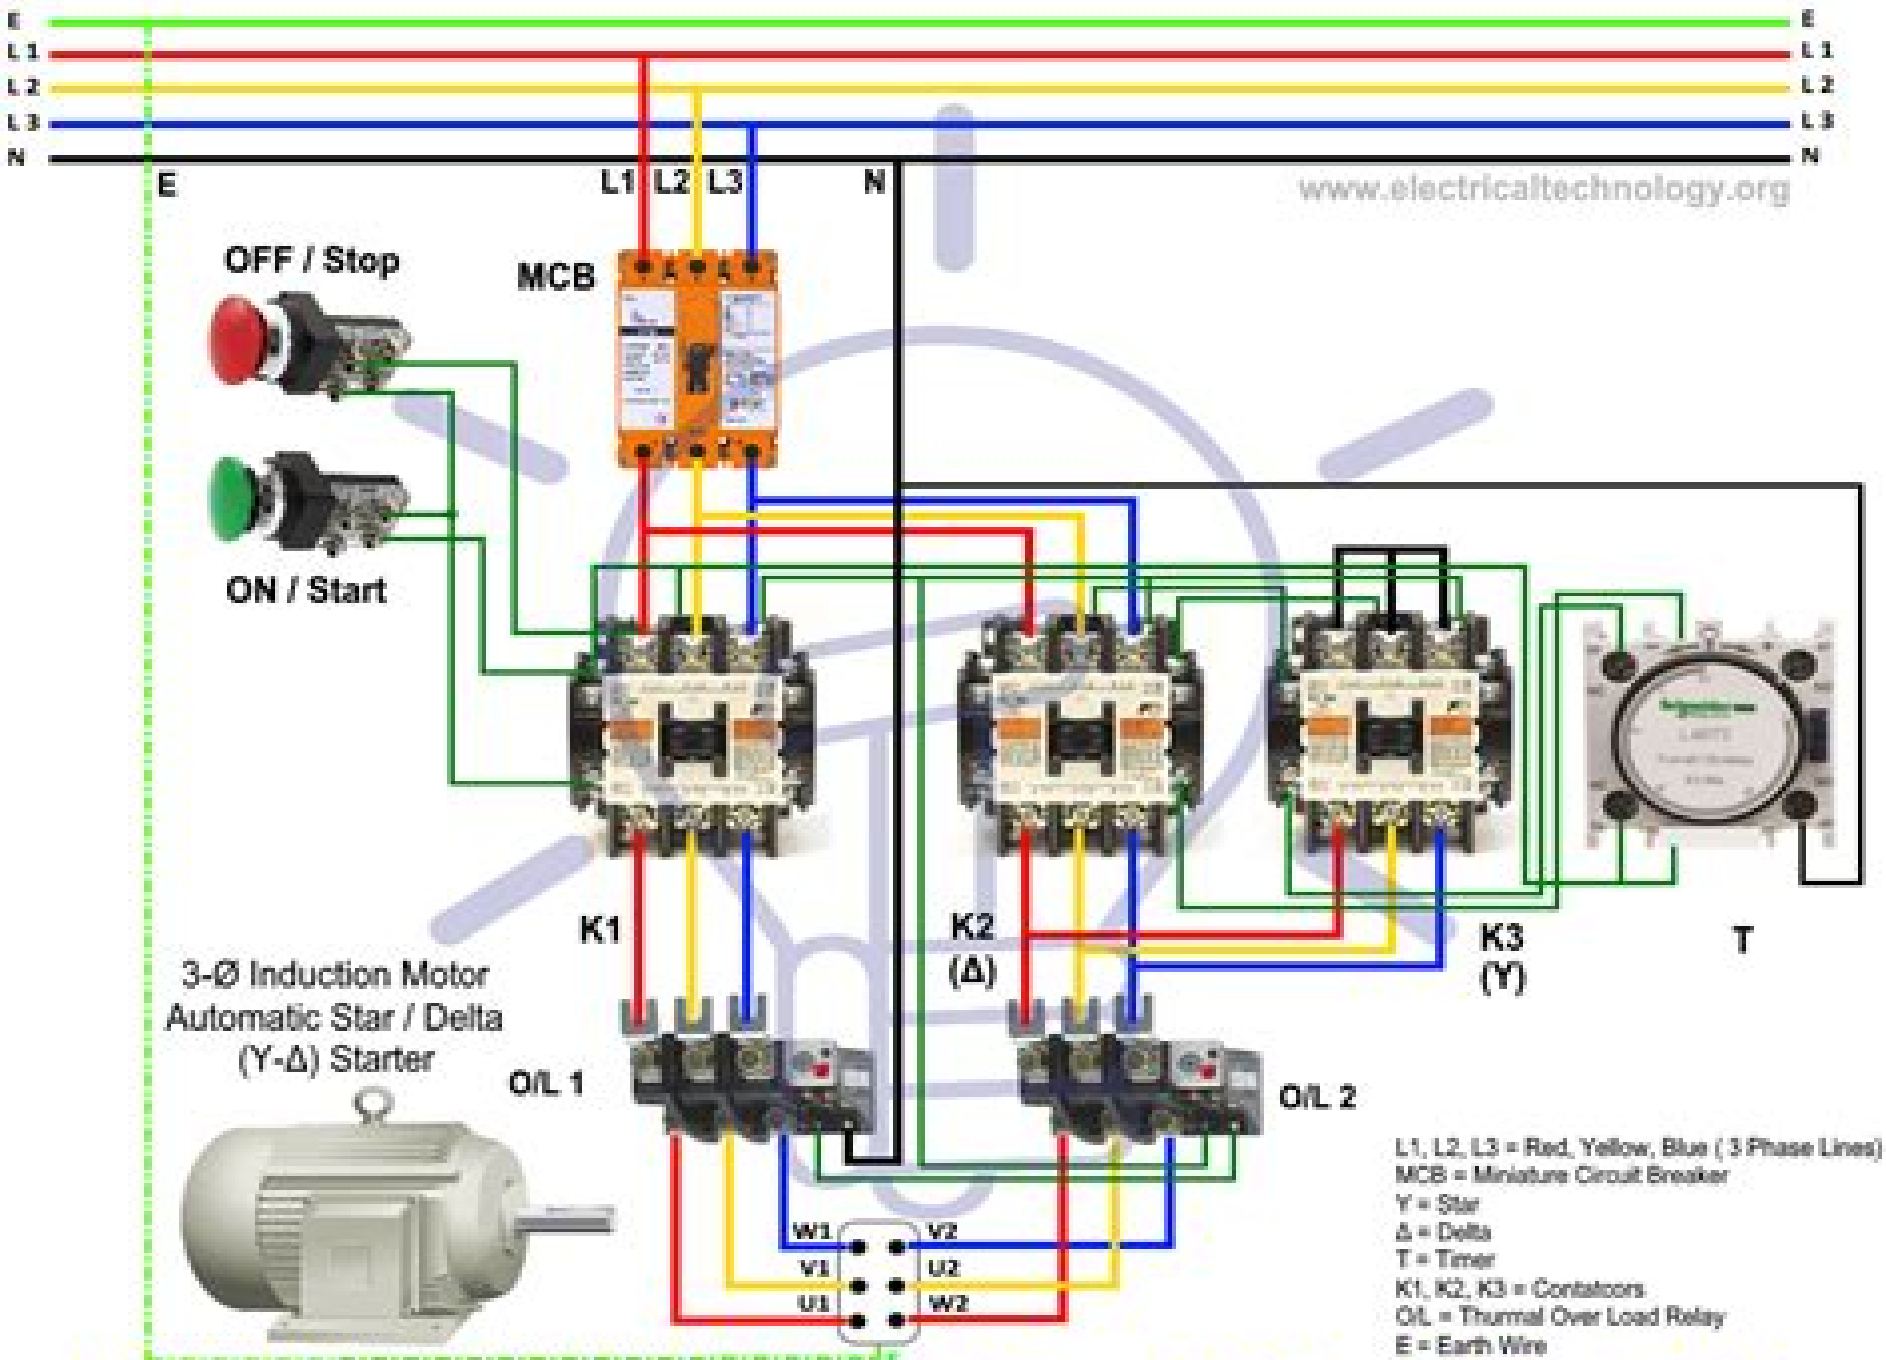 E
E
L 1
L 1
L 2
L 2
L 3
L 3
N
N
E
L1
L2
L3
N
www.electricaltechnology.org
OFF / Stop
MCB
ON / Start
K1
K2
(Δ)
K3
(Y)
T
3-Ø Induction Motor
Automatic Star / Delta
(Y-Δ) Starter
O/L 1
O/L 2
W1
V2
V1
U2
U1
W2
L1, L2, L3 = Red, Yellow, Blue ( 3 Phase Lines)
MCB = Miniature Circuit Breaker
Y = Star
Δ = Delta
T = Timer
K1, K2, K3 = Contatcors
O/L = Thurmal Over Load Relay
E = Earth Wire